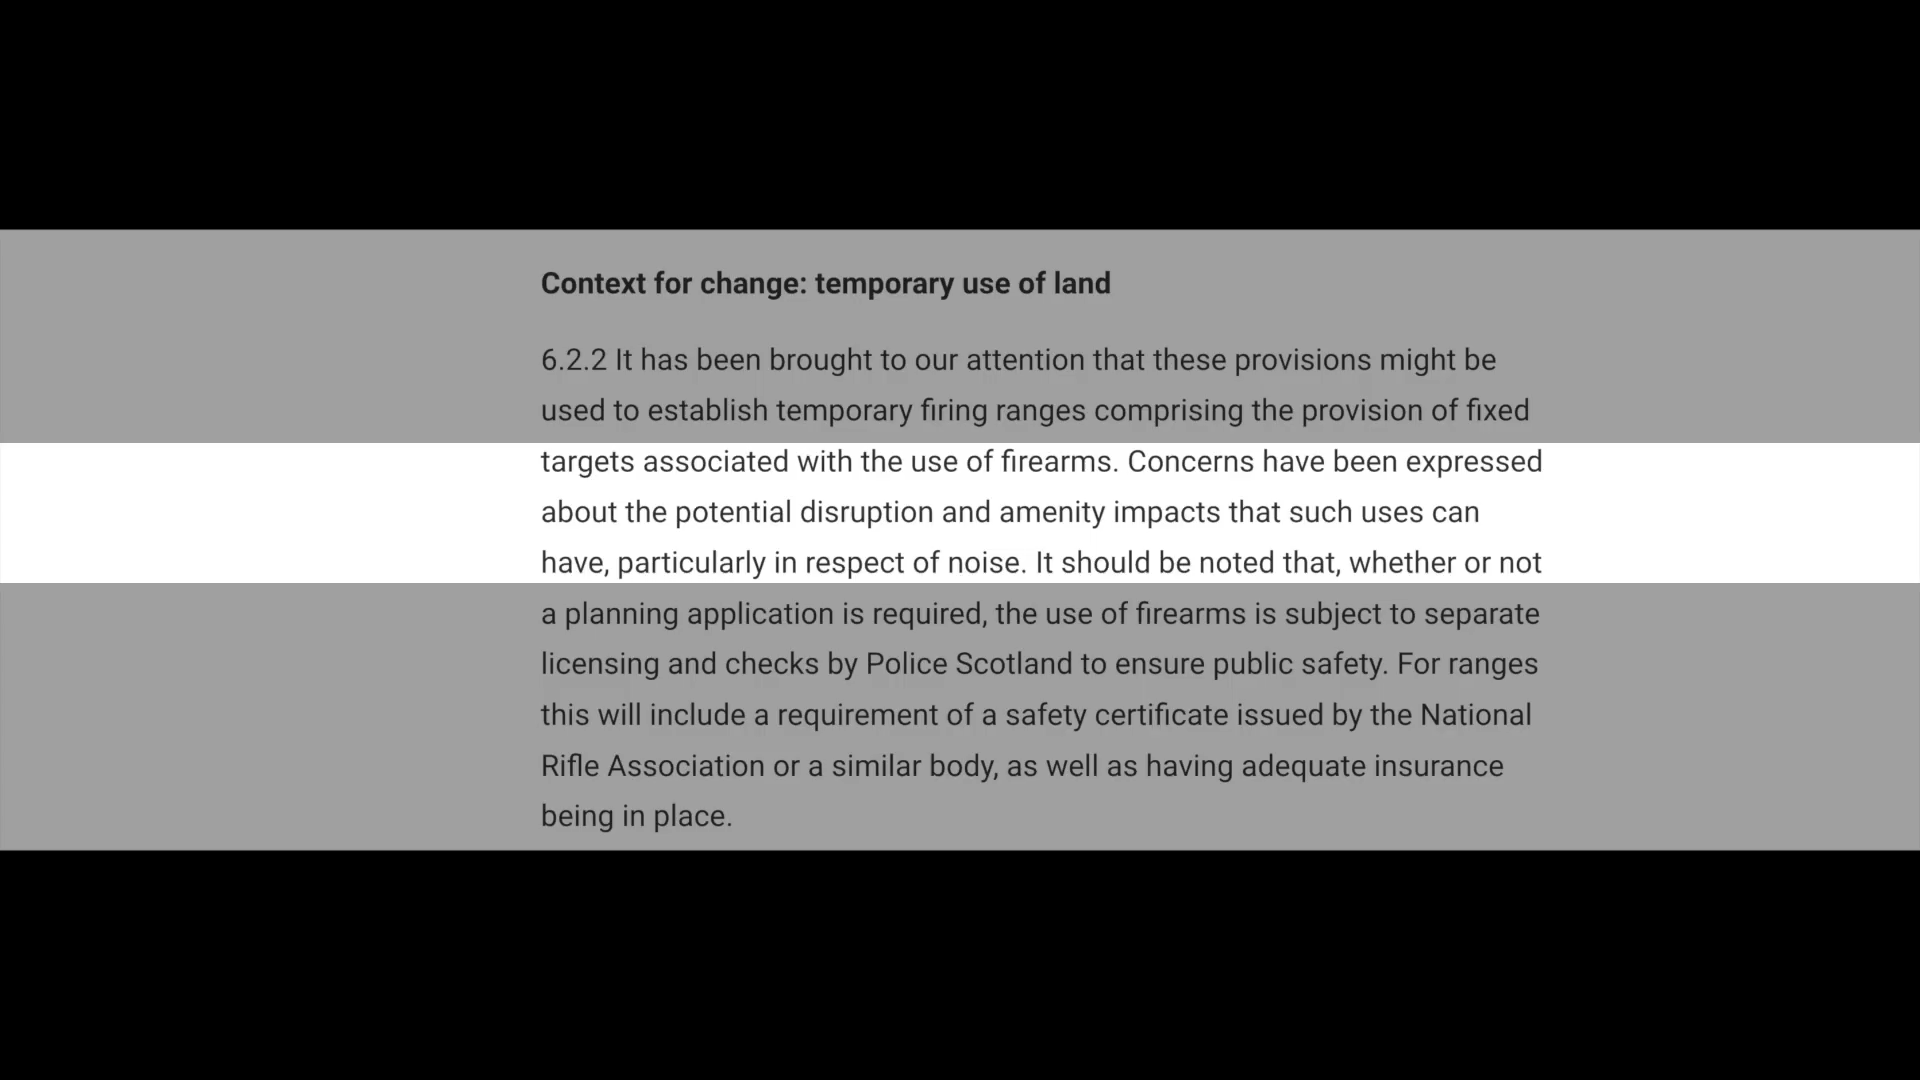 Context for change: temporary use of land
6.2.2 It has been brought to our attention that these provisions might be
used to establish temporary firing ranges comprising the provision of fixed
targets associated with the use of firearms. Concerns have been expressed
about the potential disruption and amenity impacts that such uses can
have, particularly in respect of noise. It should be noted that, whether or not
a planning application is required, the use of firearms is subject to separate
licensing and checks by Police Scotland to ensure public safety. For ranges
this will include a requirement of a safety certificate issued by the National
Rifle Association or a similar body, as well as having adequate insurance
being in place.